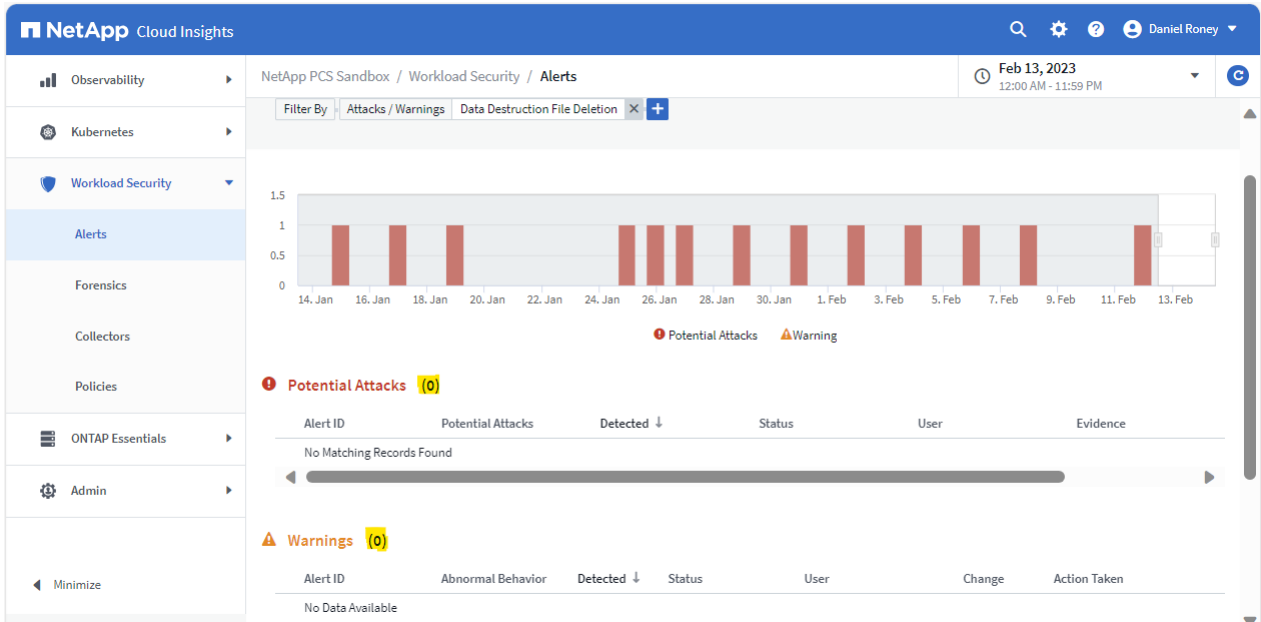 NetApp Cloud Insights
Daniel Roney
Observability
Kubernetes
Workload Security
Alerts
Forensics
Collectors
Policies
ONTAP Essentials
Admin
Minimize
NetApp PCS Sandbox / Workload Security / Alerts
Feb 13, 2023
12:00 AM - 11:59 PM
Filter By Attacks / Warnings Data Destruction File Deletion
1.5
1
0.5
0
14. Jan 16. Jan 18. Jan 20. Jan 22. Jan 24. Jan 26. Jan 28. Jan 30. Jan 1. Feb 3. Feb 5. Feb 7. Feb 9. Feb 11. Feb 13. Feb
Potential Attacks Warning
Potential Attacks (0)
Alert ID Potential Attacks Detected ↓ Status User Evidence
No Matching Records Found
Warnings (0)
Alert ID Abnormal Behavior Detected ↓ Status User Change Action Taken
No Data Available